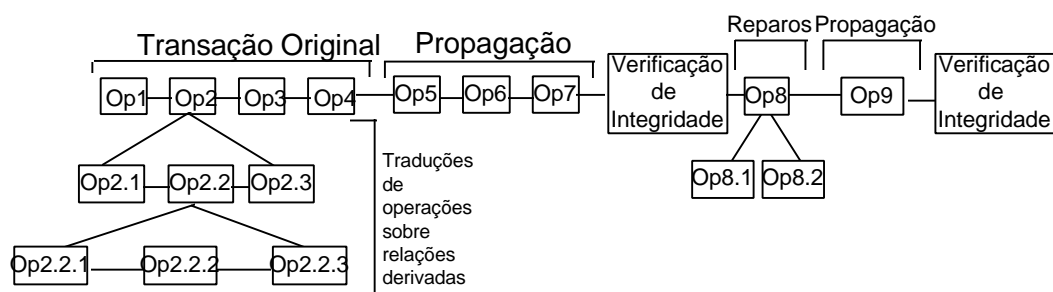 Transação Original
Propagação
Verificação
de
Integridade
Reparos
Propagação
Verificação
de
Integridade
Op1
Op2
Op3
Op4
Op5
Op6
Op7
Op8
Op9
Op2.1
Op2.2
Op2.3
Traduções
de
operações
sobre
relações
derivadas
Op8.1
Op8.2
Op2.2.1
Op2.2.2
Op2.2.3